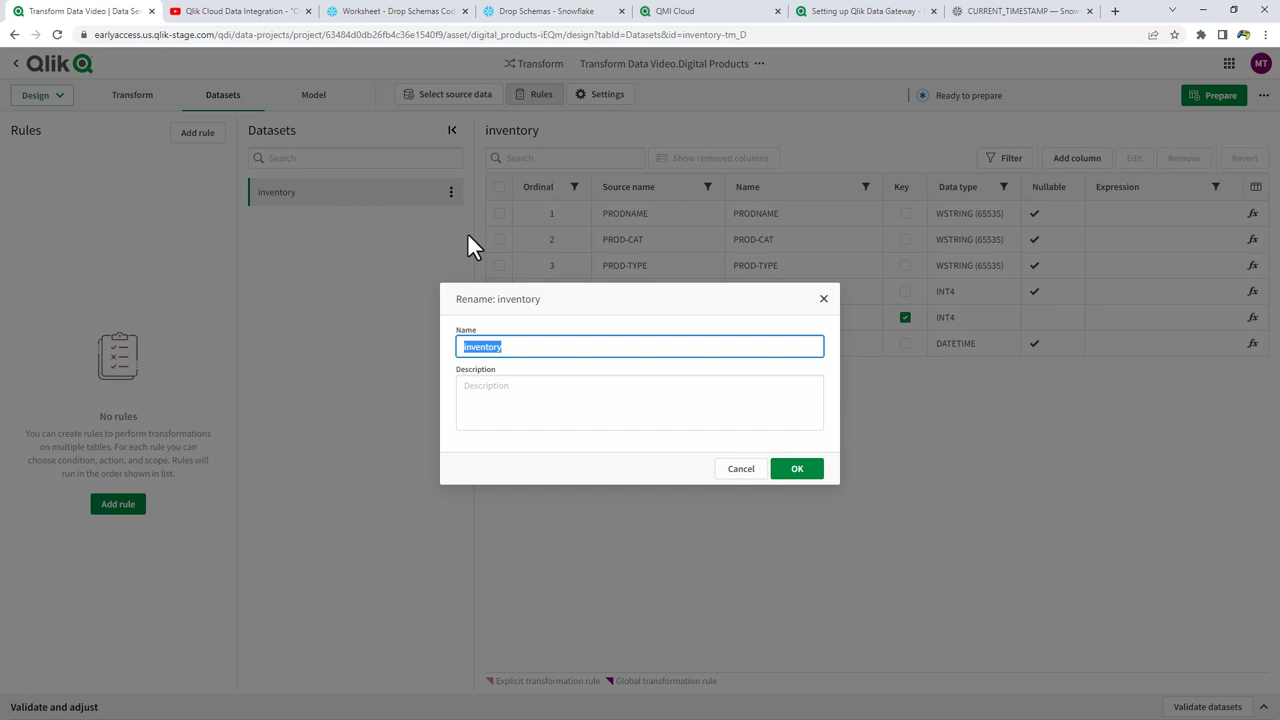 Transform Data Video | Data Ser
Qlik Cloud Data Integration - "C
Worksheet - Drop Schemas Cod
Drop Schemas - Snowflake
QMI Cloud
Setting up Qlik Data Gateway -
CURRENT_TIMESTAMP — Snow
earlyaccess.us.qlik-stage.com/qdi/data-projects/project/63484d0db26fb4c36e1540f9/asset/digital_products-iEQm/design?tabId=Datasets&id=inventory-tm_D
Qlik
Transform
Transform Data Video.Digital Products
MT
Design
Transform
Datasets
Model
Select source data
Rules
Settings
Ready to prepare
Prepare
Rules
Add rule
Datasets
inventory
Search
Search
Show removed columns
Filter
Add column
Edit
Remove
Revert
inventory
Ordinal
Source name
Name
Key
Data type
Nullable
Expression
1 PRODNAME PRODNAME WSTRING (65535)
2 PROD-CAT PROD-CAT WSTRING (65535)
3 PROD-TYPE PROD-TYPE WSTRING (65535)
INT4
INT4
DATETIME
Rename: inventory
Name
inventory
Description
Description
Cancel
OK
No rules
You can create rules to perform transformations
on multiple tables. For each rule you can
choose condition, action, and scope. Rules will
run in the order shown in list.
Add rule
Explicit transformation rule
Global transformation rule
Validate and adjust
Validate datasets